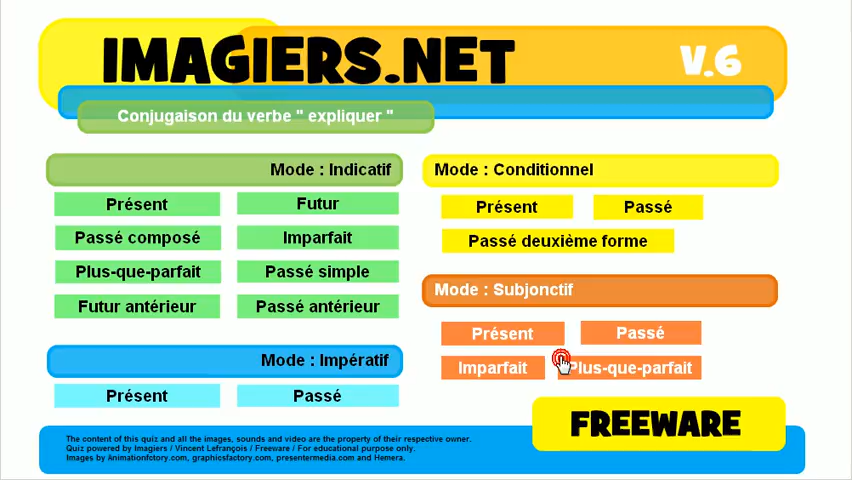 IMAGIERS.NET
V.6
Conjugaison du verbe " expliquer "
Mode : Indicatif
Présent
Futur
Passé composé
Imparfait
Plus-que-parfait
Passé simple
Futur antérieur
Passé antérieur
Mode : Impératif
Présent
Passé
Mode : Conditionnel
Présent
Passé
Passé deuxième forme
Mode : Subjonctif
Présent
Passé
Imparfait
Plus-que-parfait
FREEWARE
The content of this quiz and all the images, sounds and video are the property of their respective owner.
Quiz powered by Imagiers / Vincent Lefrançois / Freeware / For educational purpose only.
Images by Animationfctory.com, graphicsfactory.com, presentermedia.com and Hemera.